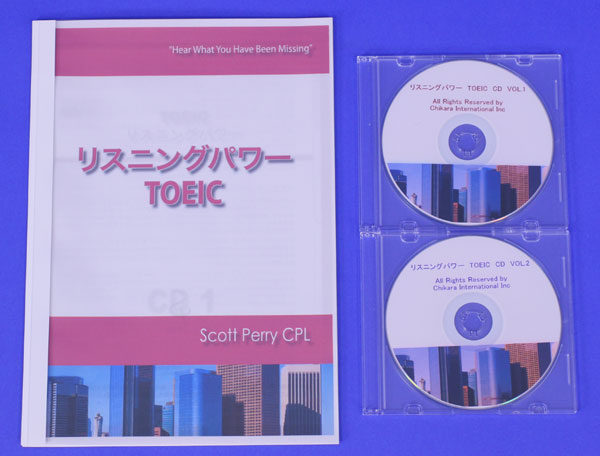 "Hear What You Have Been Missing"
リスニングパワー
TOEIC
Scott Perry CPL
リスニングパワー TOEIC CD VOL.1
All Rights Reserved by
Chikara International Inc
リスニングパワー TOEIC CD VOL.2
All Rights Reserved by
Chikara International Inc